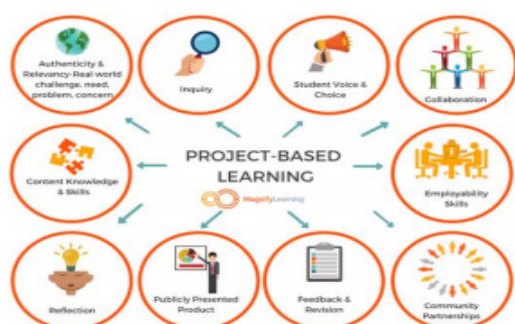 Authenticity &
Relevancy-Real world
challenge, need,
problem, concern
Inquiry
Student Voice &
Choice
Collaboration
Content Knowledge
& Skills
PROJECT-BASED
LEARNING
MagnifyLearning
Employability
Skills
Reflection
Publicly Presented
Product
Feedback &
Revision
Community
Partnerships